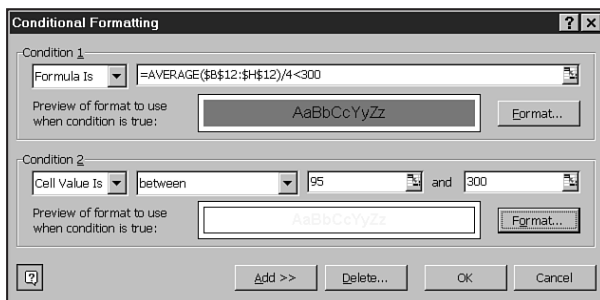 Conditional Formatting
Condition 1
Formula Is
=AVERAGE($B$12:$H$12)/4<300
Preview of format to use
when condition is true:
AaBbCcYyZz
Format...
Condition 2
Cell Value Is
between
95
and
300
Preview of format to use
when condition is true:
AaBbCcYyZz
Format...
Add >>
Delete...
OK
Cancel